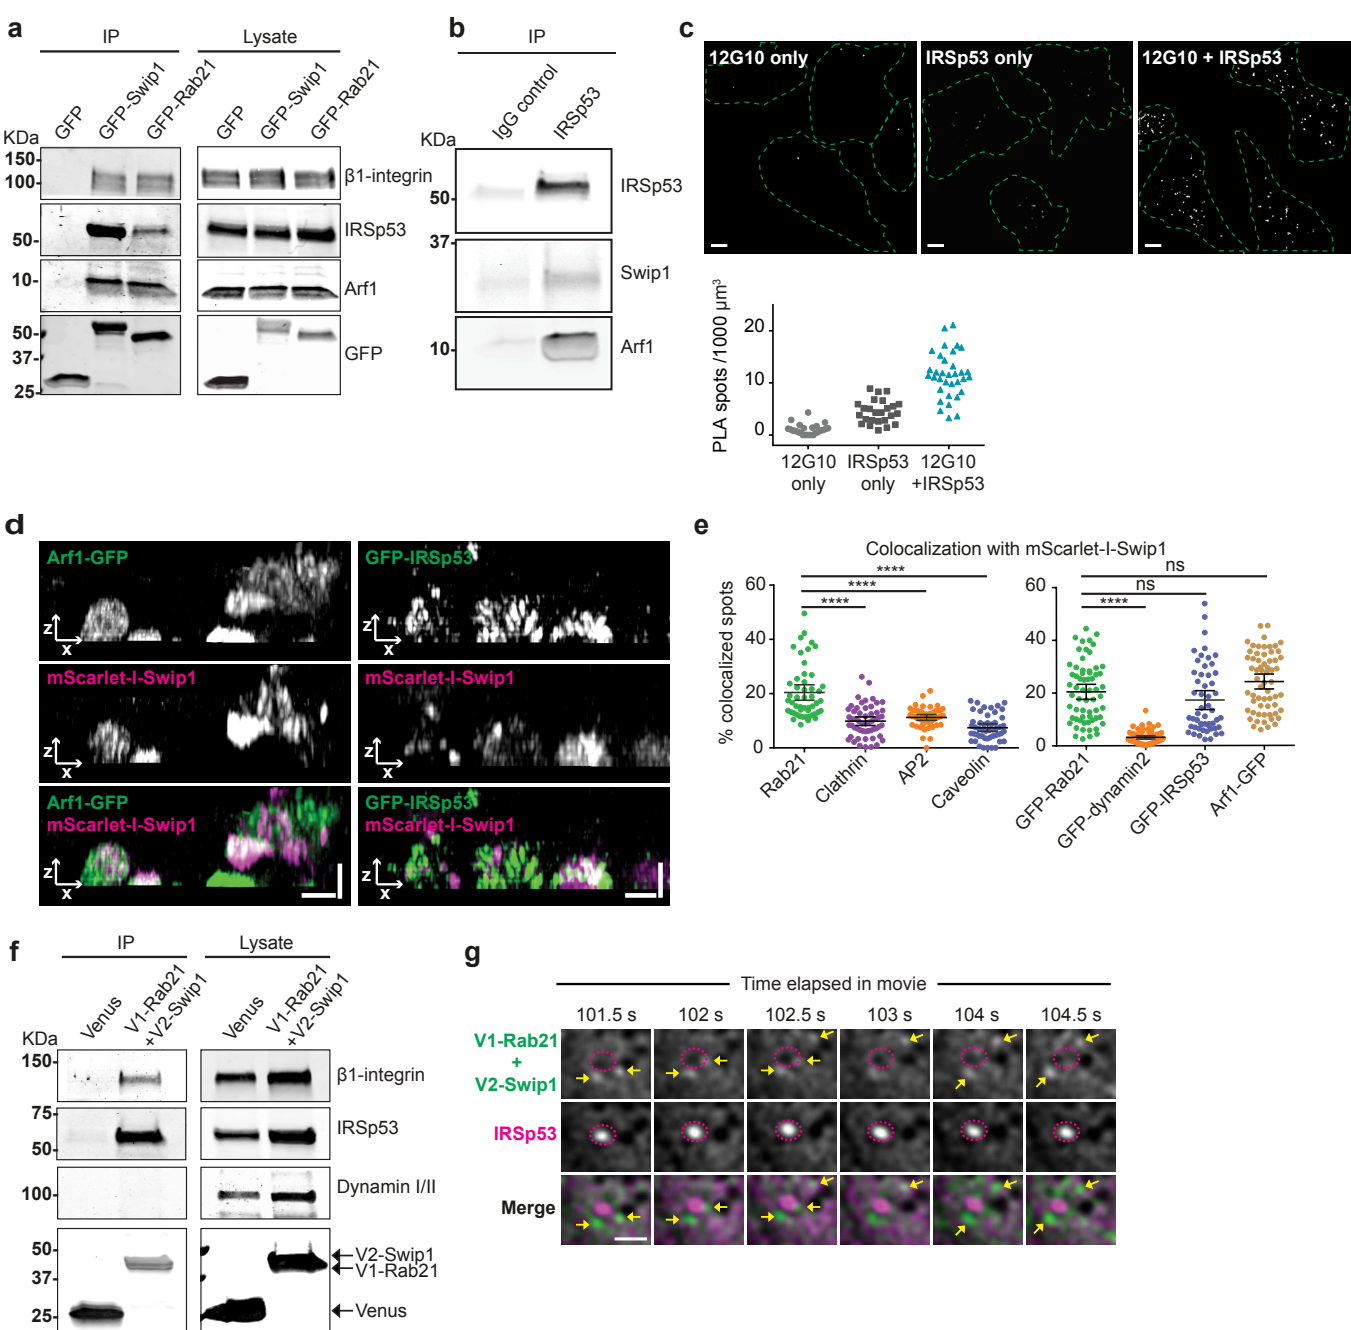 a
IP
Lysate
GFP
GFP-Swip1
GFP-Rab21
GFP
GFP-Swip1
GFP-Rab21
KDa
150
100
β1-integrin
50
IRSp53
10
Arf1
50
37
25
GFP
b
IP
IgG control
IRSp53
KDa
50
IRSp53
37
Swip1
10
Arf1
c
12G10 only
IRSp53 only
12G10 + IRSp53
PLA spots /1000 µm³
20
10
0
12G10 only
IRSp53 only
12G10 +IRSp53
d
Arf1-GFP
z
x
mScarlet-I-Swip1
z
x
Arf1-GFP
mScarlet-I-Swip1
z
x
GFP-IRSp53
z
x
mScarlet-I-Swip1
z
x
GFP-IRSp53
mScarlet-I-Swip1
z
x
e
Colocalization with mScarlet-I-Swip1
% colocalized spots
60
40
20
0
****
****
****
Rab21
Clathrin
AP2
Caveolin
60
40
20
0
ns
ns
****
GFP-Rab21
GFP-dynamin2
GFP-IRSp53
Arf1-GFP
f
IP
Lysate
Venus
V1-Rab21
+V2-Swip1
Venus
V1-Rab21
+V2-Swip1
KDa
150
β1-integrin
75
50
IRSp53
100
Dynamin I/II
50
37
25
V2-Swip1
V1-Rab21
Venus
g
Time elapsed in movie
101.5 s
102 s
102.5 s
103 s
104 s
104.5 s
V1-Rab21
+
V2-Swip1
IRSp53
Merge